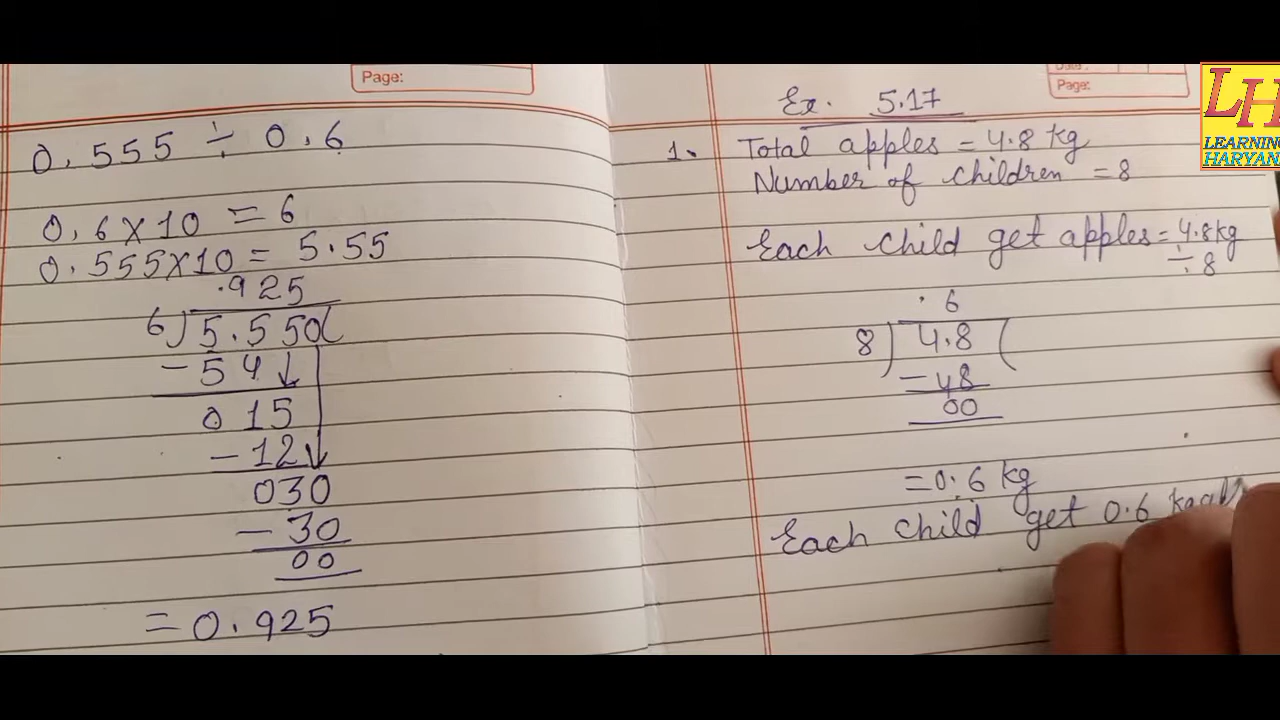 Page:
0.555 ÷ 0.6
0.6 X 10 = 6
0.555 X 10 = 5.55
.925
6) 5.550(
- 54↓
015
- 12↓
030
- 30
00
= 0.925
Page:
Ex. 5.17
1. Total apples = 4.8 kg
Number of children = 8
Each child get apples = 4.8kg
÷ 8
.6
8) 4.8 (
- 48
00
= 0.6 kg
Each child get 0.6 kg
LH
LEARNING
HARYAN